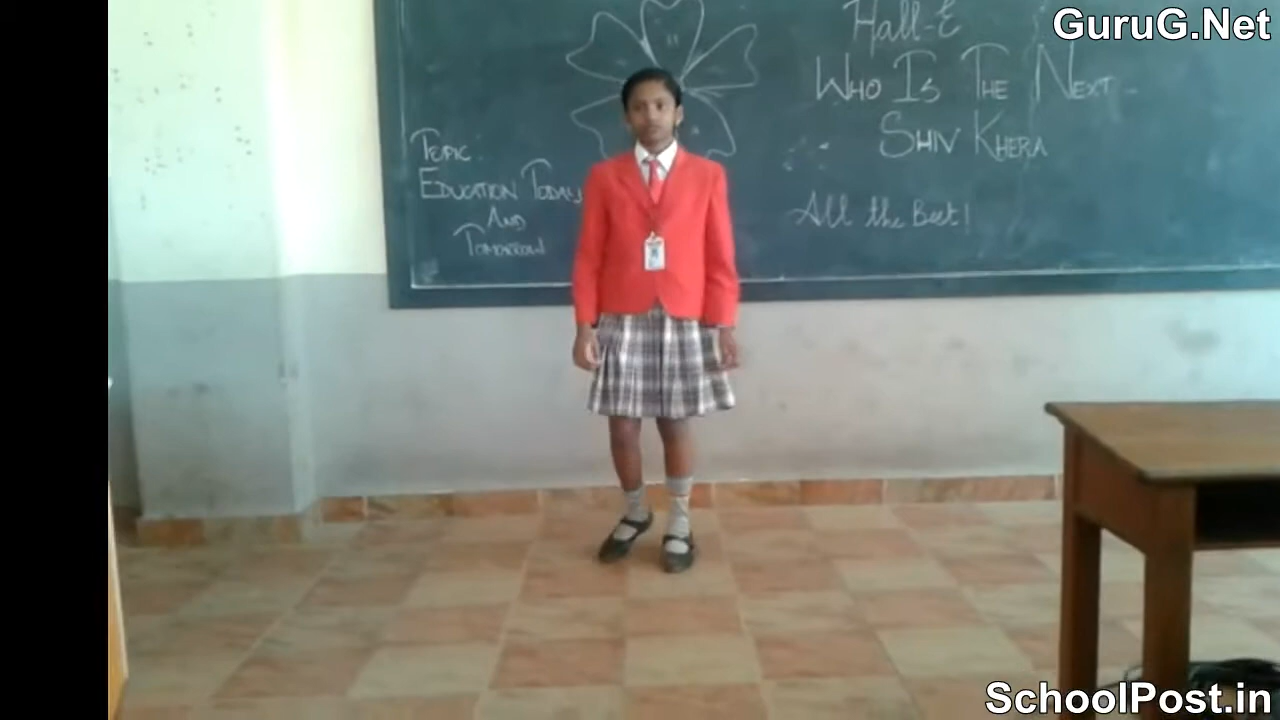 GuruG.Net
Hall-E
WHO IS THE NEXT
SHIV KHERA
All the Best!
TOPIC
EDUCATION TODAY
AND
TOMORROW
SchoolPost.in